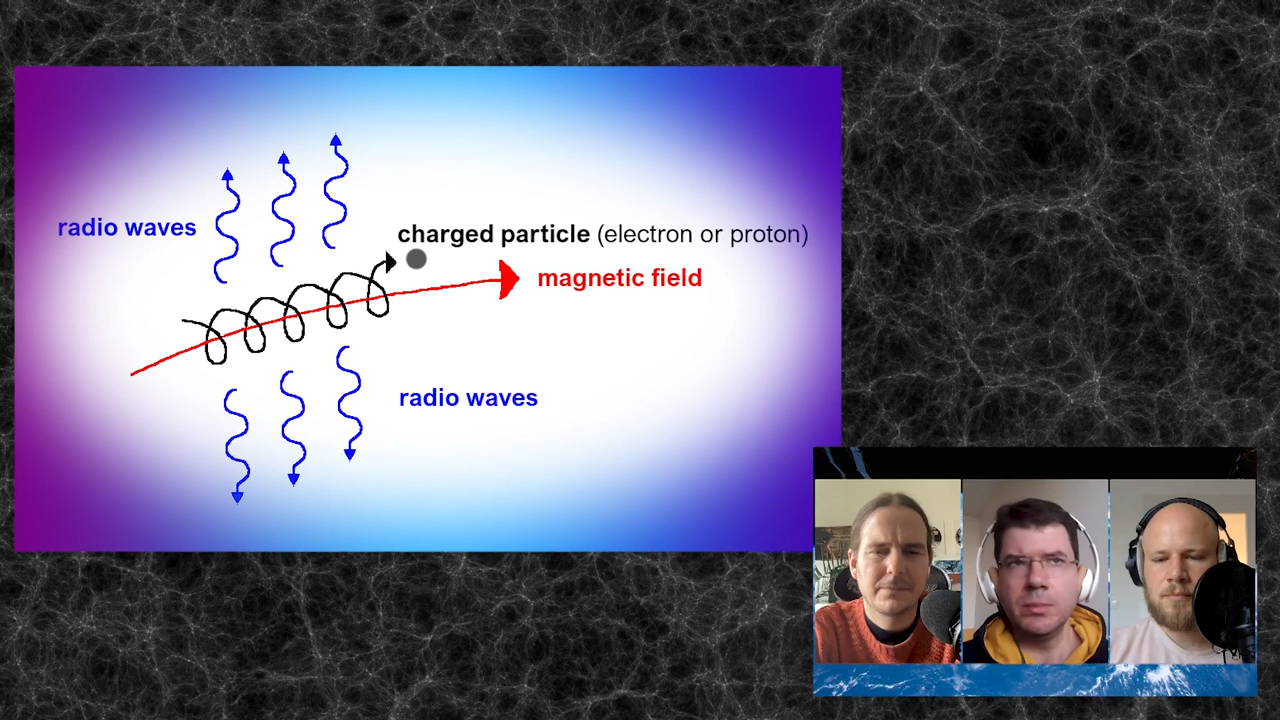 radio waves
charged particle (electron or proton)
magnetic field
radio waves